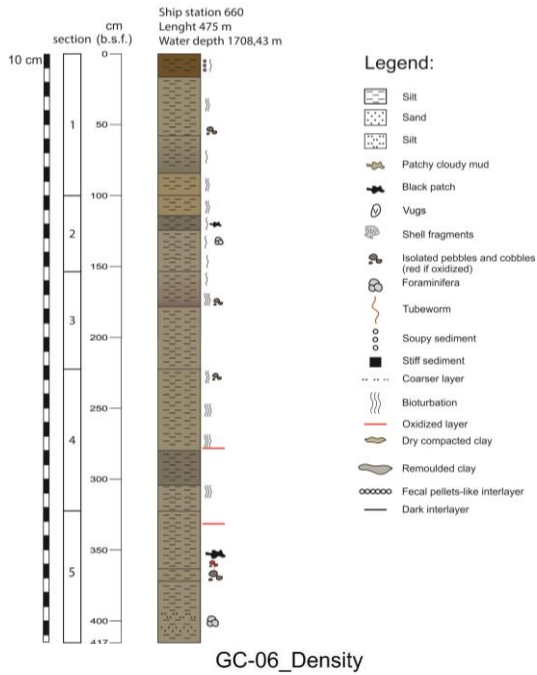 Ship station 660
Lenght 475 m
Water depth 1708,43 m
cm
section (b.s.f.)
10 cm
0
50
100
150
200
250
300
350
400
417
1
2
3
4
5
Legend:
Silt
Sand
Silt
Patchy cloudy mud
Black patch
Vugs
Shell fragments
Isolated pebbles and cobbles
(red if oxidized)
Foraminifera
Tubeworm
Soupy sediment
Stiff sediment
Coarser layer
Bioturbation
Oxidized layer
Dry compacted clay
Remoulded clay
Fecal pellets-like interlayer
Dark interlayer
GC-06_Density